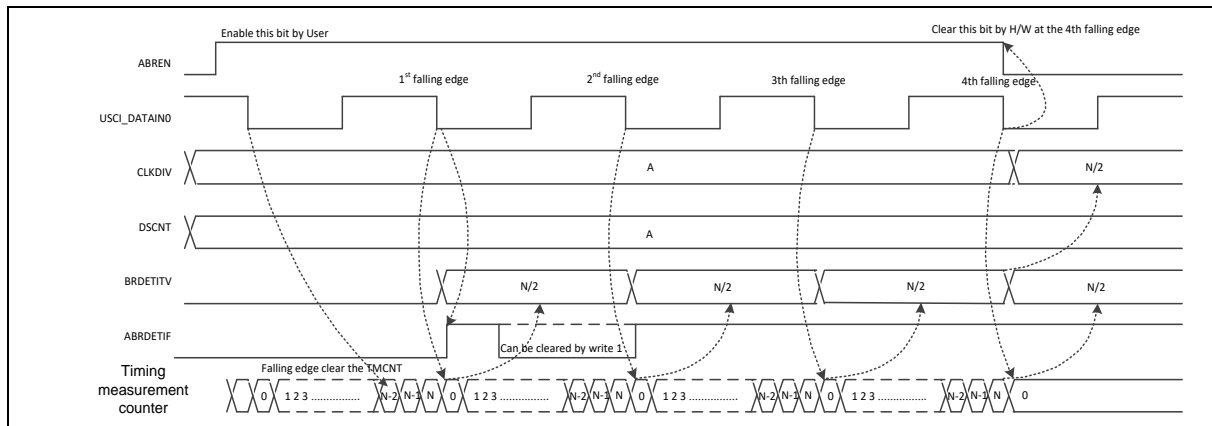 Enable this bit by User
Clear this bit by H/W at the 4th falling edge
ABREN
1st falling edge
2nd falling edge
3th falling edge
4th falling edge
USCI_DATAIN0
CLKDIV
A
N/2
DSCNT
A
BRDETITV
N/2
N/2
N/2
N/2
ABRDETIF
Can be cleared by write 1
Timing measurement counter
Falling edge clear the TMCNT
0 1 2 3 ................ N-2 N-1 N 0 1 2 3 ................ N-2 N-1 N 0 1 2 3 ................ N-2 N-1 N 0 1 2 3 ................ N-2 N-1 N 0